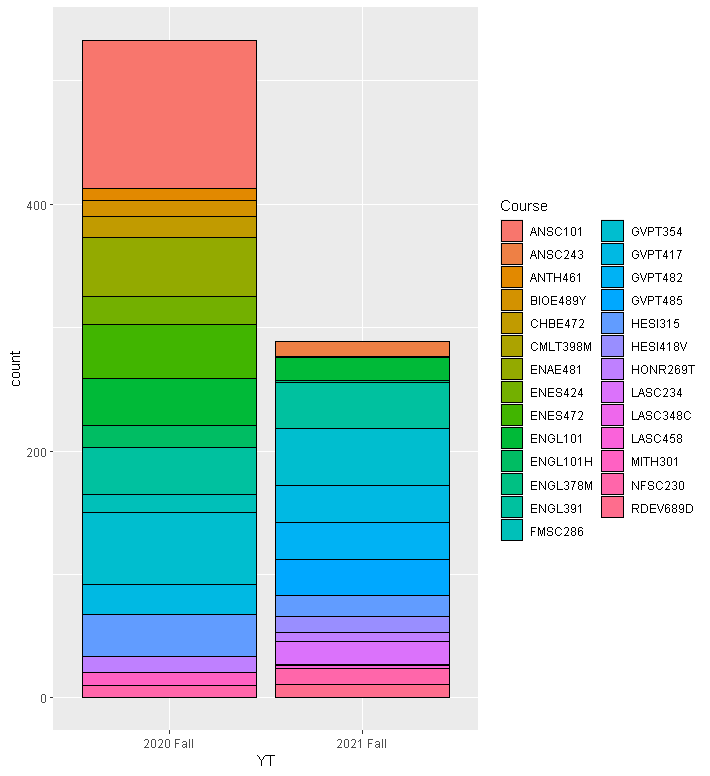 400
200
0
count
2020 Fall
2021 Fall
YT
Course
ANSC101
ANSC243
ANTH461
BIOE489Y
CHBE472
CMLT398M
ENAE481
ENES424
ENES472
ENGL101
ENGL101H
ENGL378M
ENGL391
FMSC286
GVPT354
GVPT417
GVPT482
GVPT485
HESI315
HESI418V
HONR269T
LASC234
LASC348C
LASC458
MITH301
NFSC230
RDEV689D